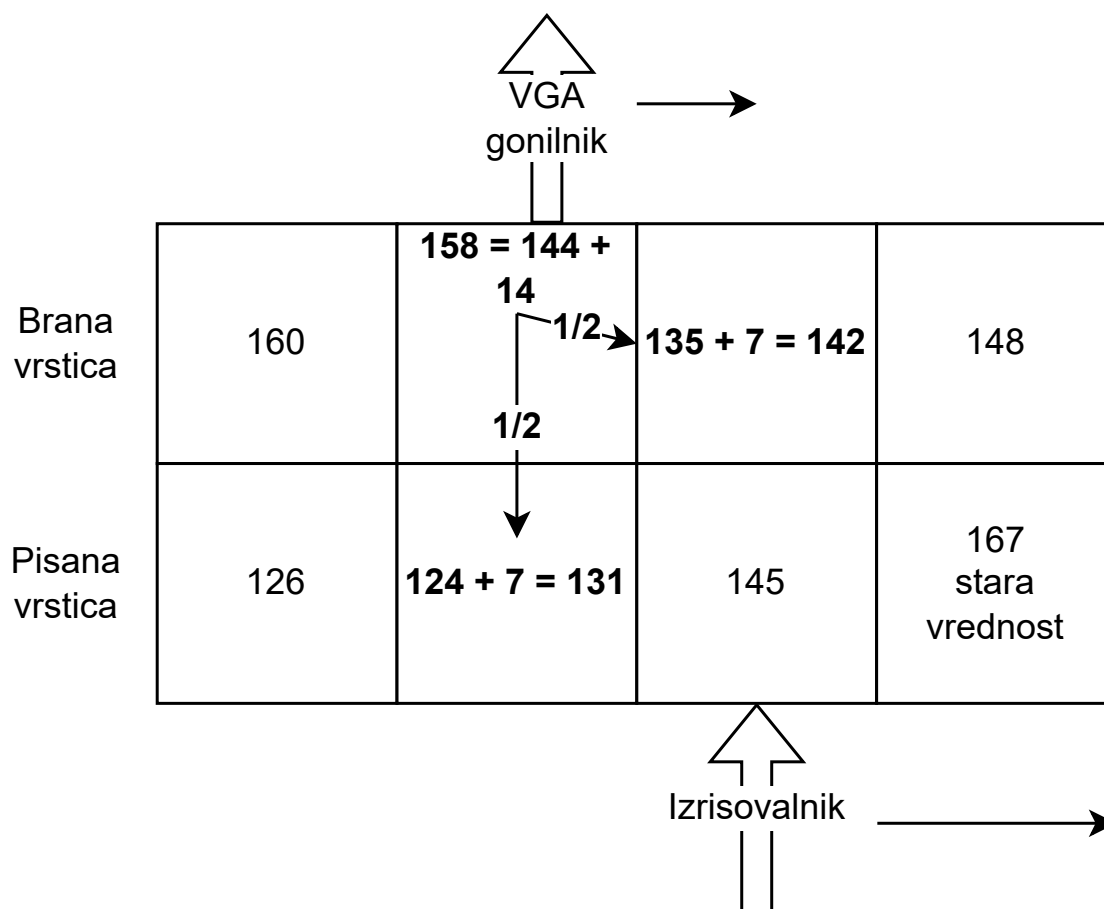 VGA
gonilnik
Brana
vrstica
160
158 = 144 +
14
1/2
1/2
135 + 7 = 142
148
Pisana
vrstica
126
124 + 7 = 131
145
167
stara
vrednost
Izrisovalnik